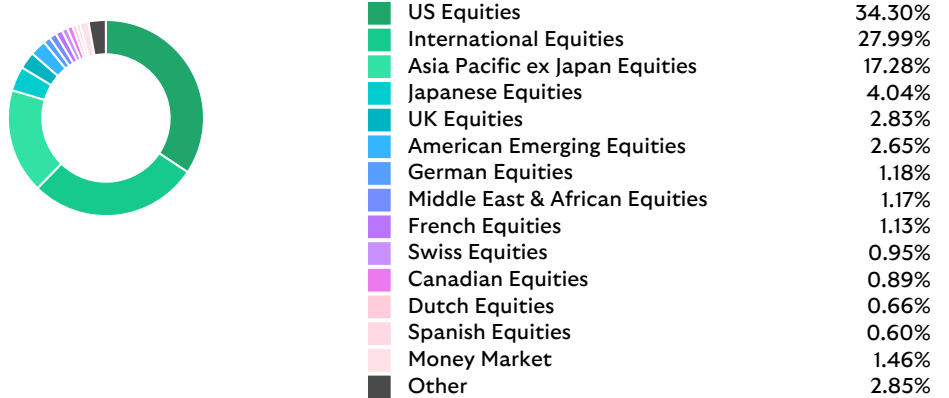 US Equities 34.30%
International Equities 27.99%
Asia Pacific ex Japan Equities 17.28%
Japanese Equities 4.04%
UK Equities 2.83%
American Emerging Equities 2.65%
German Equities 1.18%
Middle East & African Equities 1.17%
French Equities 1.13%
Swiss Equities 0.95%
Canadian Equities 0.89%
Dutch Equities 0.66%
Spanish Equities 0.60%
Money Market 1.46%
Other 2.85%